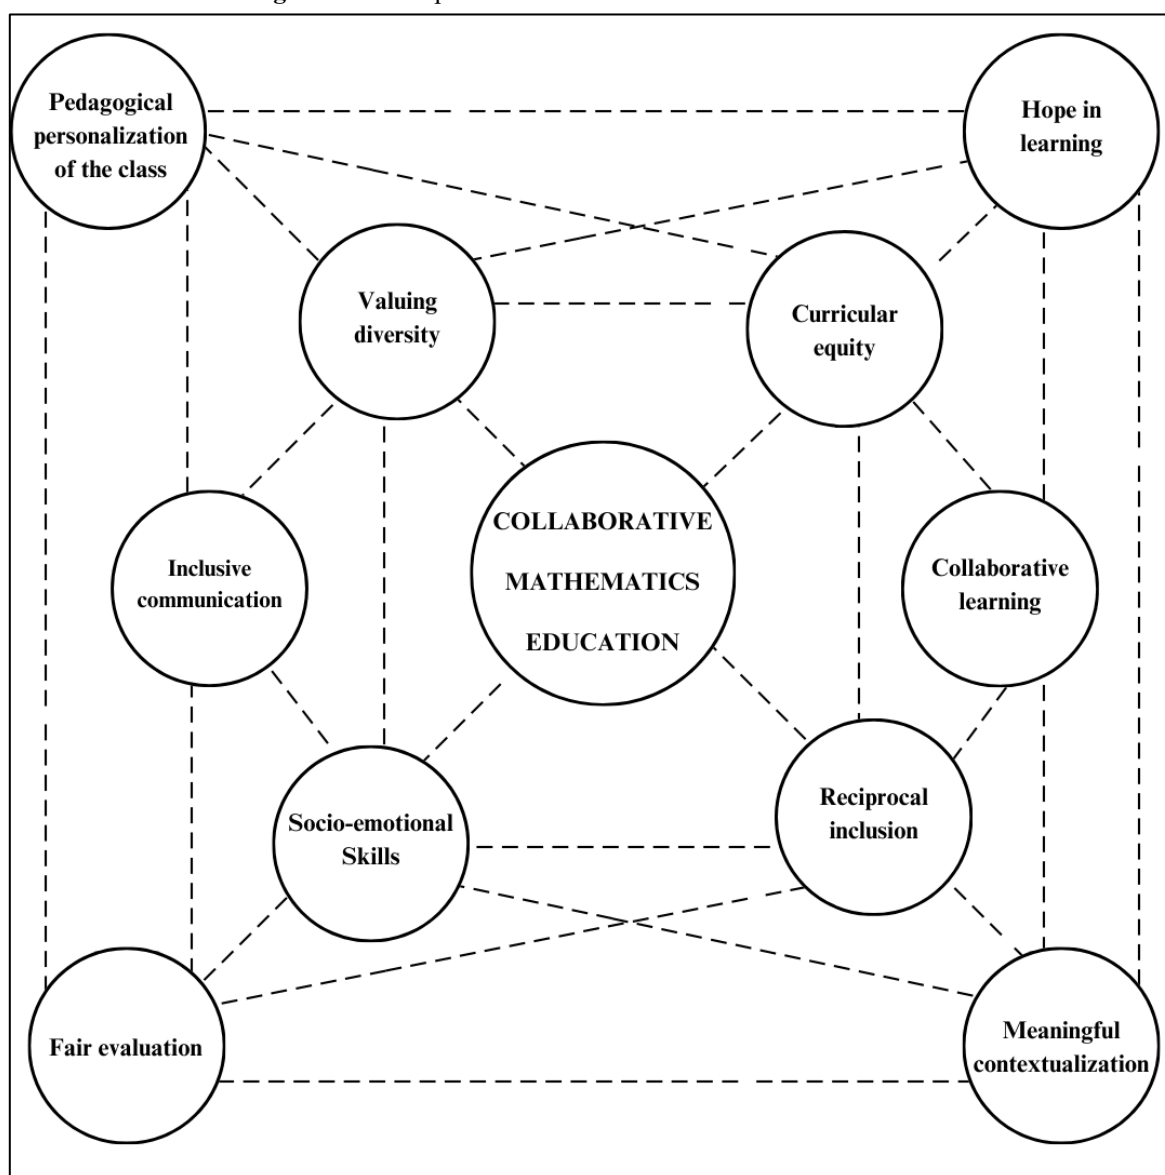 Pedagogical
personalization
of the class
Hope in
learning
Valuing
diversity
Curricular
equity
COLLABORATIVE
MATHEMATICS
EDUCATION
Inclusive
communication
Collaborative
learning
Socio-emotional
Skills
Reciprocal
inclusion
Fair evaluation
Meaningful
contextualization